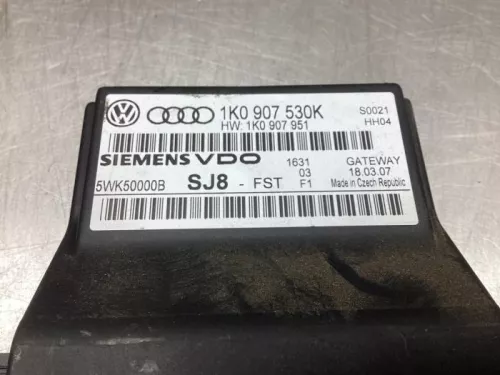 1K0 907 530K S0021
HW: 1K0 907 951 HH04
SIEMENS VDO 1631 GATEWAY
03 18.03.07
5WK50000B SJ8 - FST F1 Made in Czech Republic